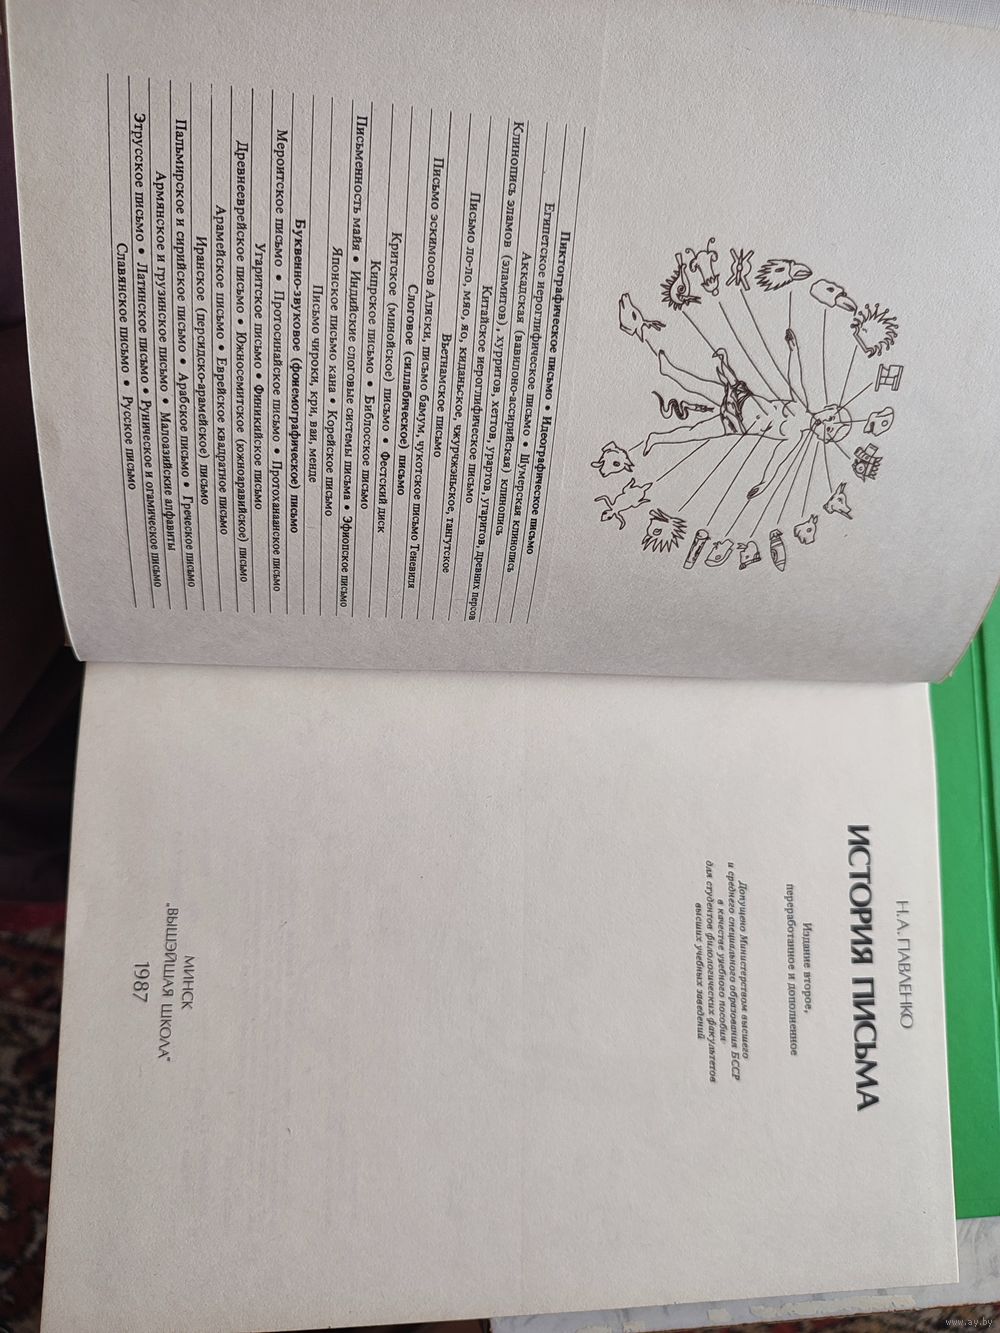 Пиктографическое письмо • Идеографическое письмо
Египетское иероглифическое письмо • Шумерская клинопись
Аккадская (вавилоно-ассирийская) клинопись
Клинопись эламов (эламитов), хурритов, хеттов, урартов, угаритов, древних персов
Китайское иероглифическое письмо
Письмо ло-ло, мяо, яо, киданьское, чжурчжэньское, тангутское
Вьетнамское письмо
Письмо эскимосов Аляски, письмо бамум, чукотское письмо Теневиля
Слоговое (силлабическое) письмо
Критское (минойское) письмо • Фестский диск
Кипрское письмо • Библосское письмо
Письменность майя • Индийские слоговые системы письма • Эфиопское письмо
Японское письмо кана • Корейское письмо
Письмо чироки, кри, ваи, менде
Буквенно-звуковое (фонемографическое) письмо
Мероитское письмо • Протосинайское письмо • Протоханаанское письмо
Угаритское письмо • Финикийское письмо
Древнееврейское письмо • Южносемитское (южноаравийское) письмо
Арамейское письмо • Еврейское квадратное письмо
Иранское (персидско-арамейское) письмо
Пальмирское и сирийское письмо • Арабское письмо • Греческое письмо
Армянское и грузинское письмо • Малоазийские алфавиты
Этрусское письмо • Латинское письмо • Руническое и огамическое письмо
Славянское письмо • Русское письмо
Н.А.ПАВЛЕНКО
ИСТОРИЯ ПИСЬМА
Издание второе,
переработанное и дополненное
Допущено Министерством высшего
и среднего специального образования БССР
в качестве учебного пособия
для студентов филологических факультетов
высших учебных заведений
МИНСК
„ВЫШЭЙШАЯ ШКОЛА"
1987
www.ay.by